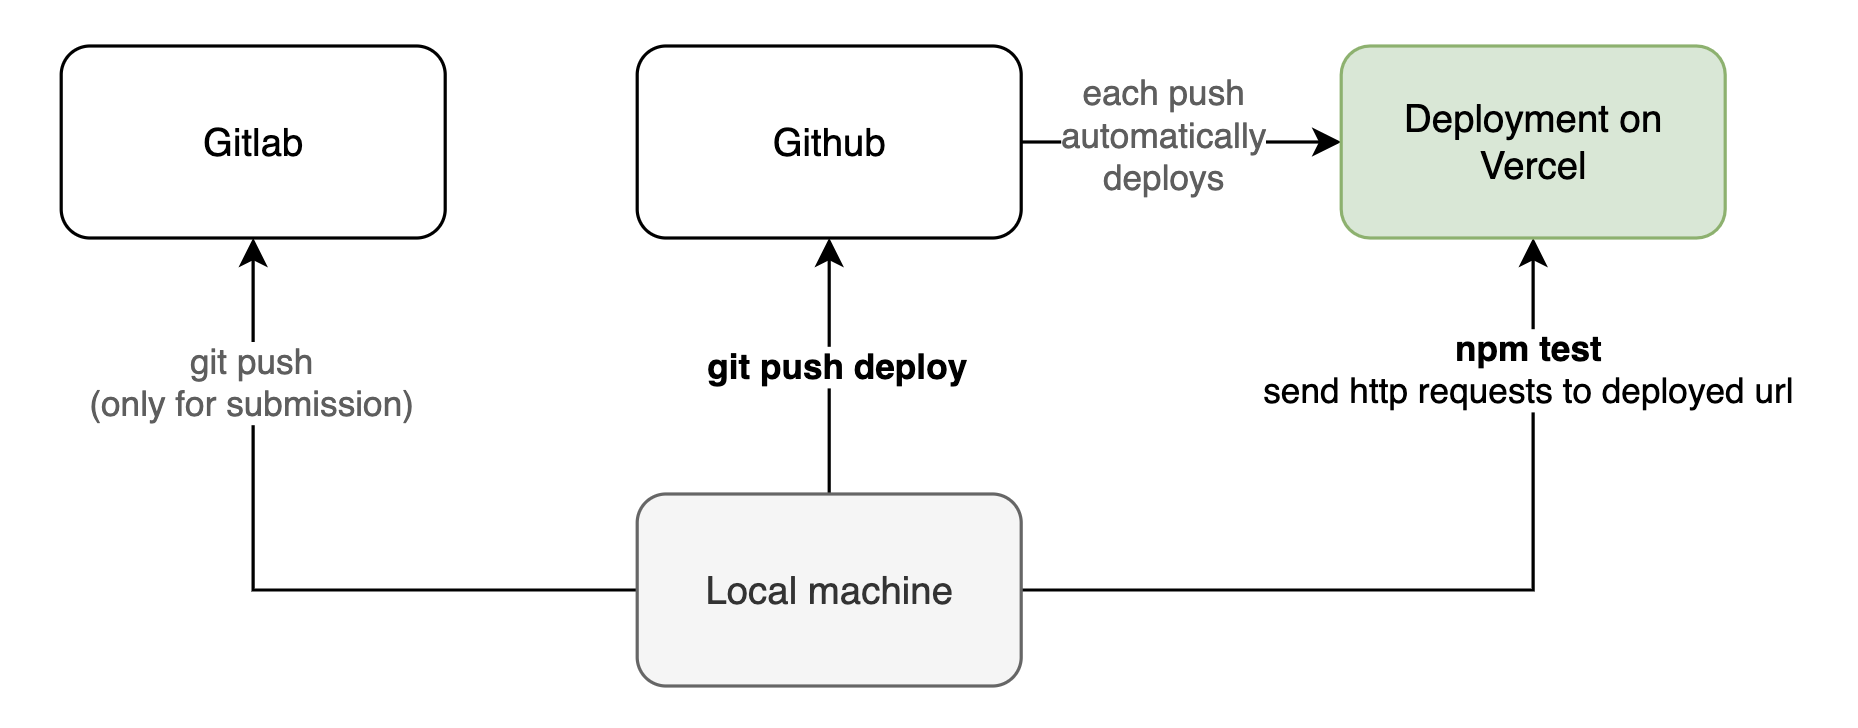 Gitlab
Github
each push
automatically
deploys
Deployment on
Vercel
git push
(only for submission)
git push deploy
npm test
send http requests to deployed url
Local machine